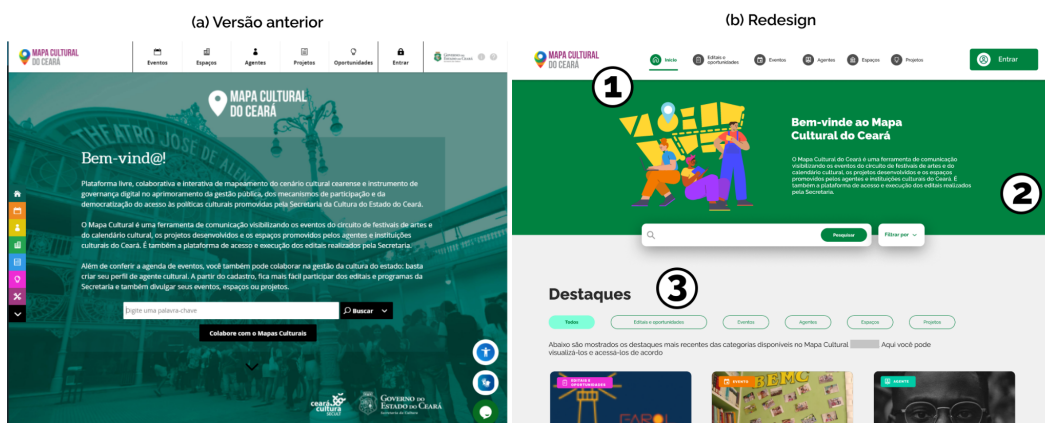 (a) Versão anterior
MAPA CULTURAL
DO CEARÁ
Eventos
Espaços
Agentes
Projetos
Oportunidades
Entrar
MAPA CULTURAL
DO CEARÁ
THEATRO JOSE DE
Bem-vind@!
Plataforma livre, colaborativa e interativa de mapeamento do cenário cultural cearense e instrumento de
governança digital no aprimoramento da gestão pública, dos mecanismos de participação e da
democratização do acesso às políticas culturais promovidas pela Secretaria da Cultura do Estado do Ceará.
O Mapa Cultural é uma ferramenta de comunicação visibilizando os eventos do circuito de festivais de artes e
do calendário cultural, os projetos desenvolvidos e os espaços promovidos pelos agentes e instituições
culturais do Ceará. É também a plataforma de acesso e execução dos editais realizados pela Secretaria.
Além de conferir a agenda de eventos, você também pode colaborar na gestão da cultura do estado: basta
criar seu perfil de agente cultural. A partir do cadastro, fica mais fácil participar dos editais e programas da
Secretaria e também divulgar seus eventos, espaços ou projetos.
Digite uma palavra-chave
Buscar
Colabore com o Mapas Culturais
ceará
cultura
GOVERNO DO
ESTADO DO CEARÁ
Secretaria da Cultura
(b) Redesign
MAPA CULTURAL
DO CEARÁ
Início
Editais e
oportunidades
Eventos
Agentes
Espaços
Projetos
Entrar
1
Bem-vinde ao Mapa
Cultural do Ceará
O Mapa Cultural do Ceará é uma ferramenta de comunicação
visibilizando os eventos do circuito de festivais de artes e do
calendário cultural, os projetos desenvolvidos e os espaços
promovidos pelos agentes e instituições culturais do Ceará. É
também a plataforma de acesso e execução dos editais realizados
pela Secretaria.
2
Pesquisar
Filtrar por
Destaques
3
Todos
Editais e oportunidades
Eventos
Agentes
Espaços
Projetos
Abaixo são mostrados os destaques mais recentes das categorias disponíveis no Mapa Cultural
Aqui você pode
visualizá-los e acessá-los de acordo
EDITAIS E
OPORTUNIDADES
FAROL
EVENTO
BEMC
AGENTE